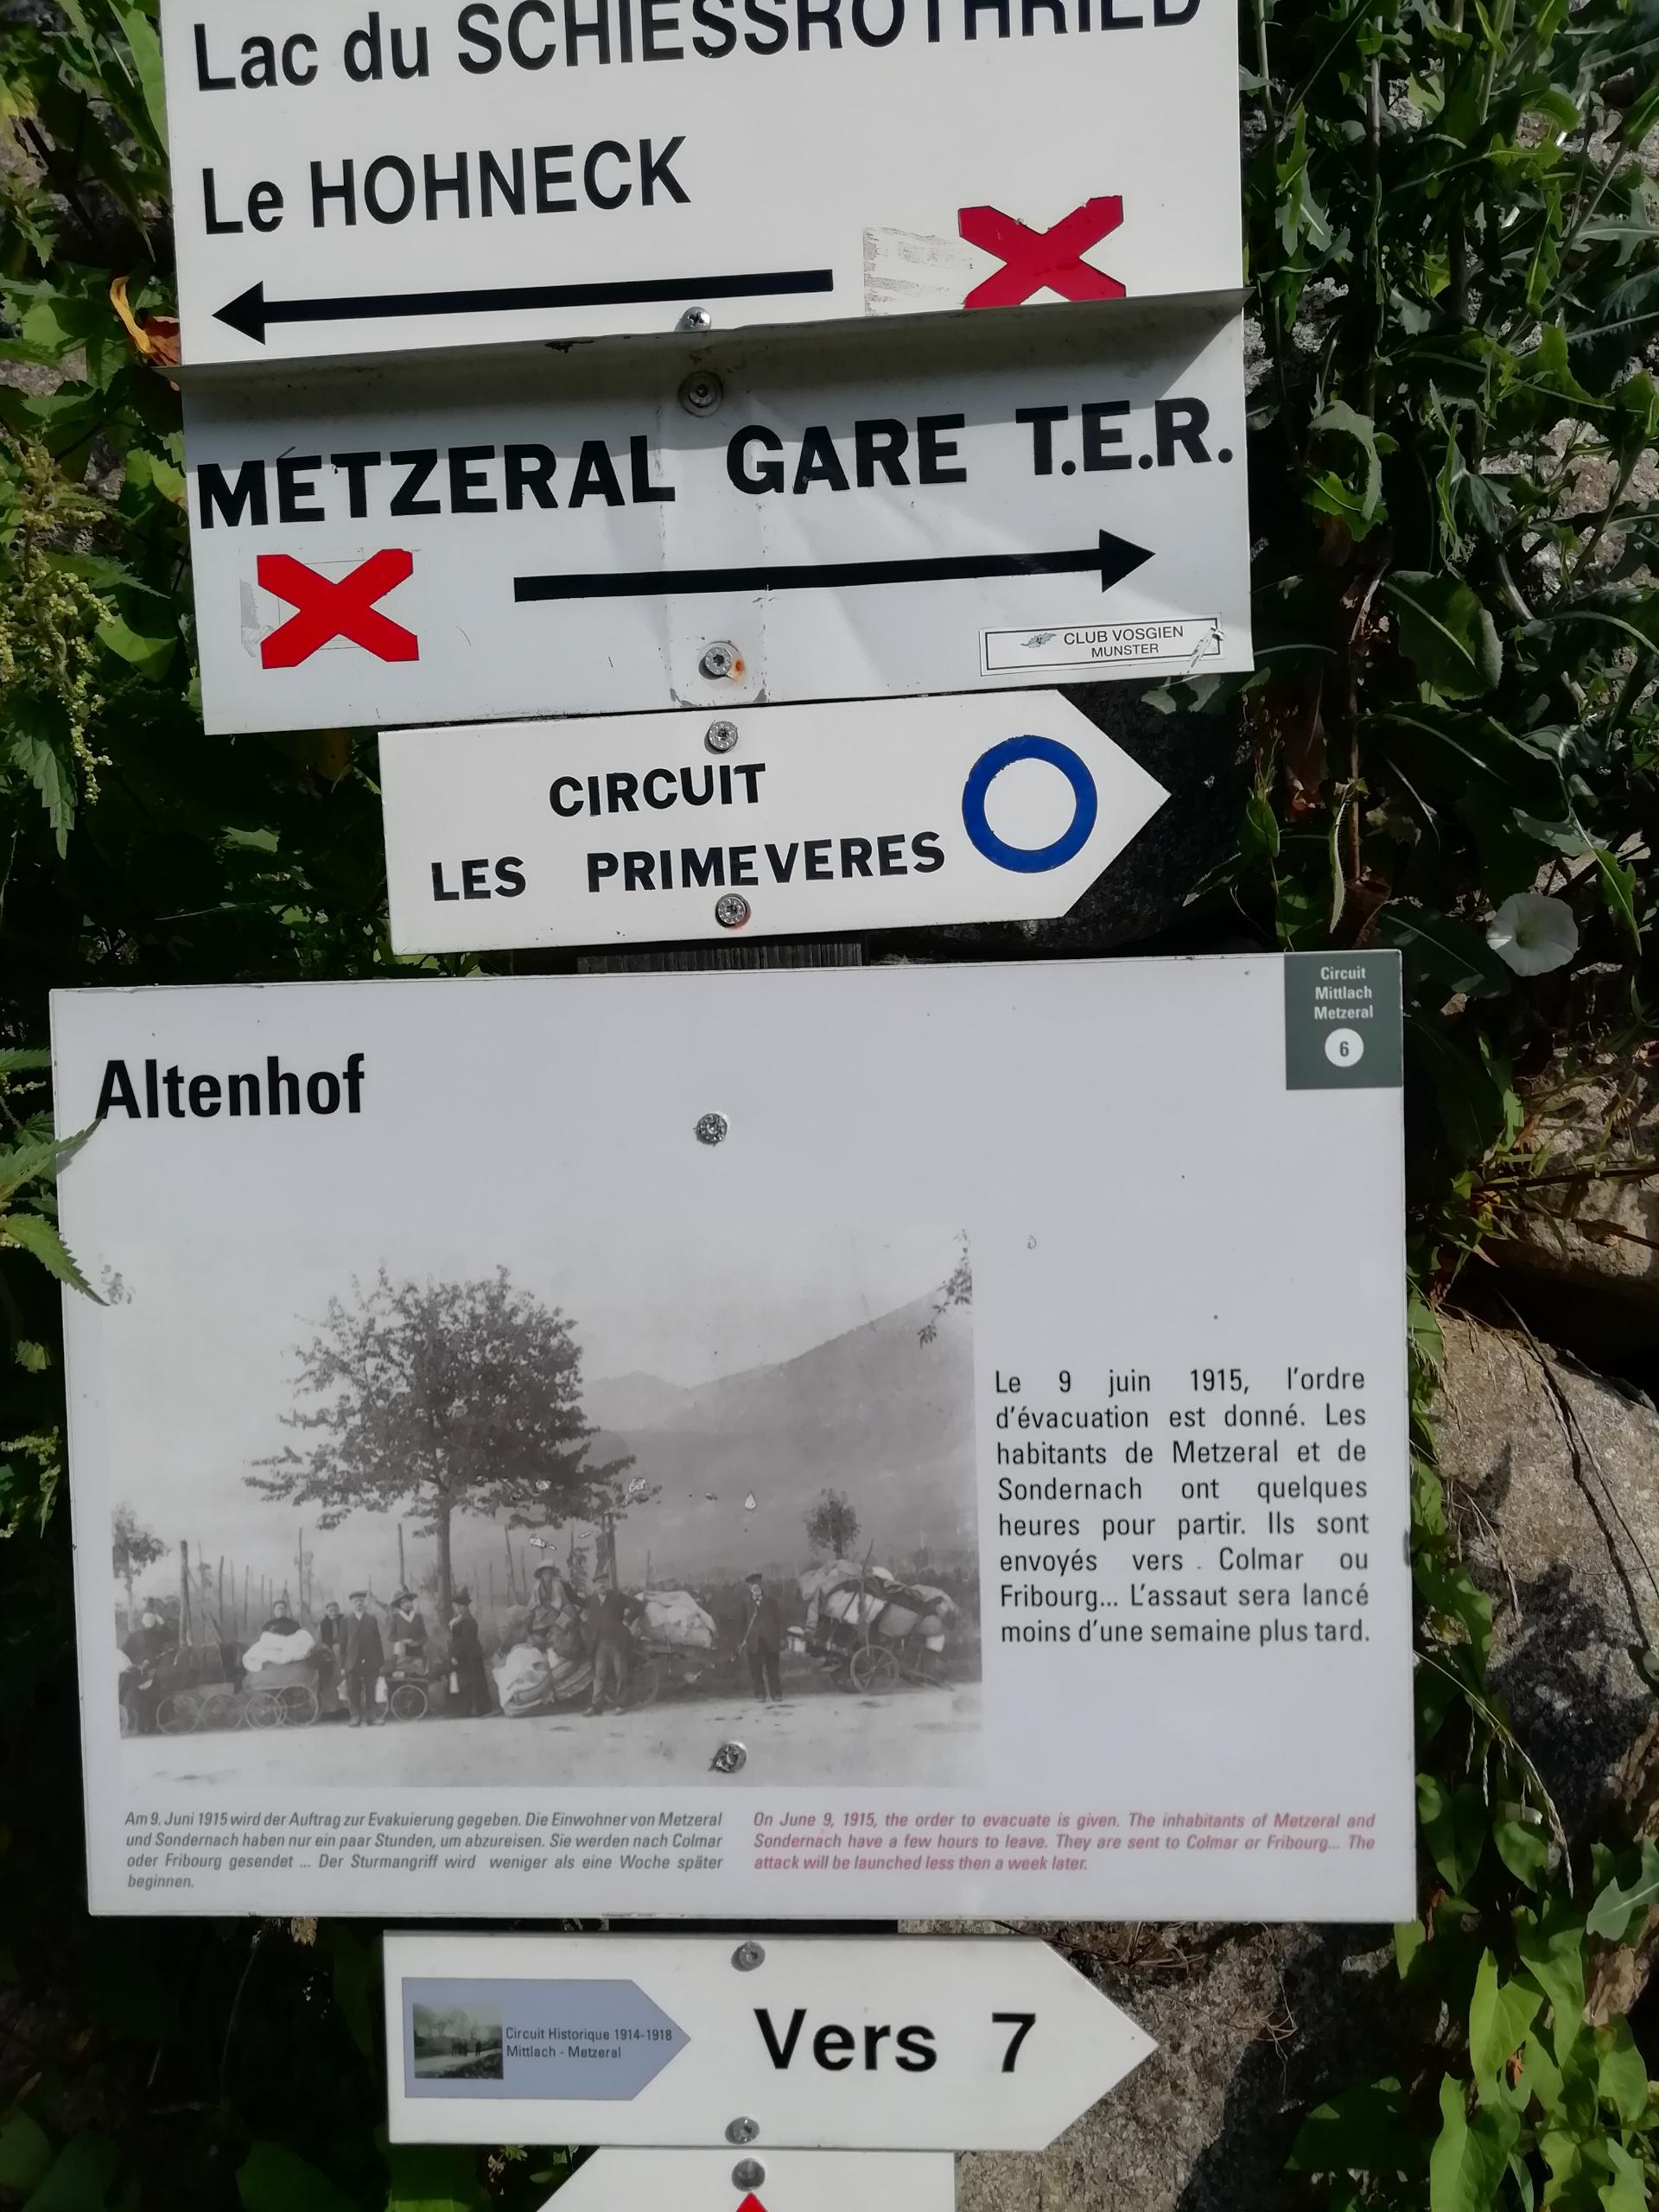 Lac du SCHIESSROTHRIED
Le HOHNECK
METZERAL GARE T.E.R.
CLUB VOSGIEN
MUNSTER
CIRCUIT
LES PRIMEVERES
Circuit
Mittlach
Metzeral
6
Altenhof
Le 9 juin 1915, l'ordre
d'évacuation est donné. Les
habitants de Metzeral et de
Sondernach ont quelques
heures pour partir. Ils sont
envoyés vers Colmar ou
Fribourg... L'assaut sera lancé
moins d'une semaine plus tard.
Am 9. Juni 1915 wird der Auftrag zur Evakuierung gegeben. Die Einwohner von Metzeral
und Sondernach haben nur ein paar Stunden, um abzureisen. Sie werden nach Colmar
oder Fribourg gesendet ... Der Sturmangriff wird weniger als eine Woche später
beginnen.
On June 9, 1915, the order to evacuate is given. The inhabitants of Metzeral and
Sondernach have a few hours to leave. They are sent to Colmar or Fribourg... The
attack will be launched less then a week later.
Circuit Historique 1914-1918
Mittlach - Metzeral
Vers 7